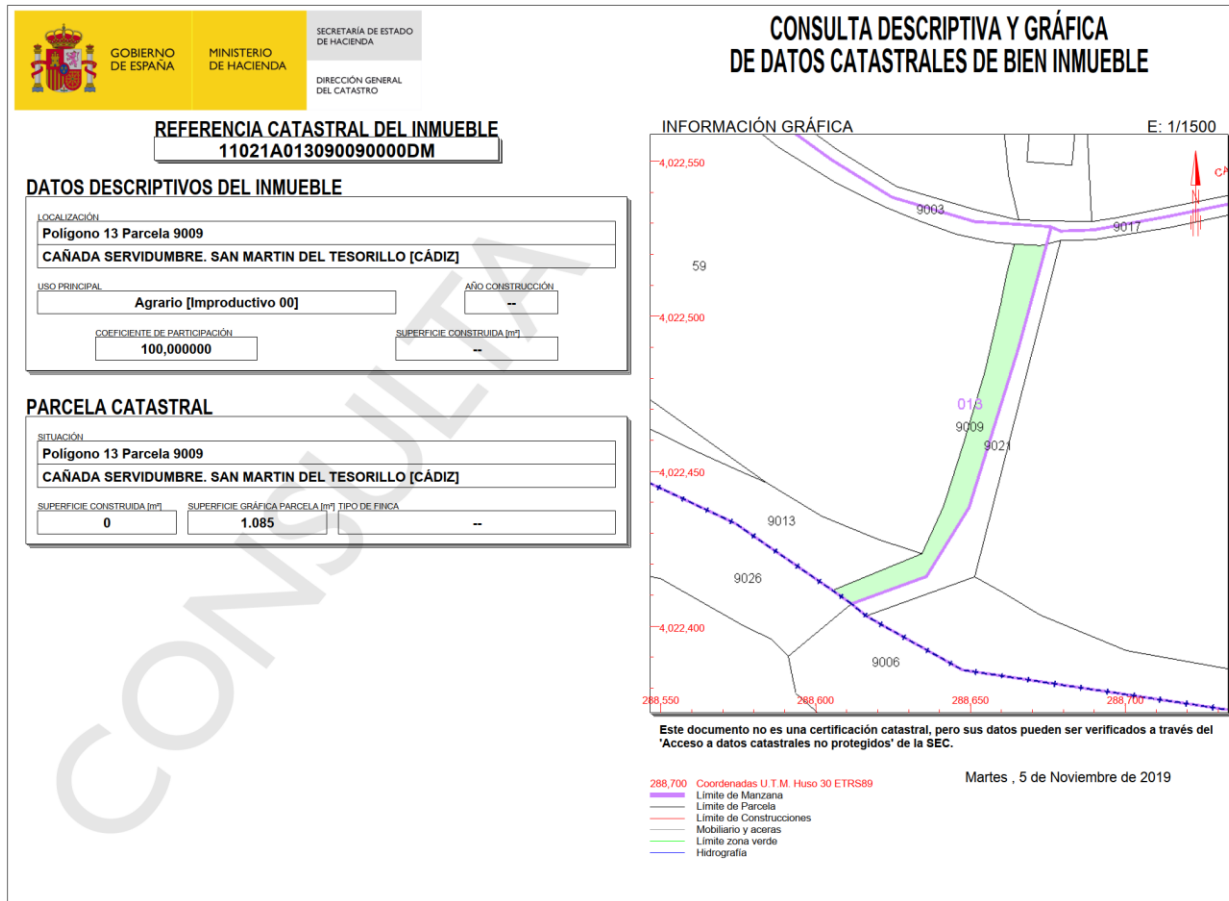 GOBIERNO
DE ESPAÑA
MINISTERIO
DE HACIENDA
SECRETARÍA DE ESTADO
DE HACIENDA
DIRECCIÓN GENERAL
DEL CATASTRO
CONSULTA DESCRIPTIVA Y GRÁFICA
DE DATOS CATASTRALES DE BIEN INMUEBLE
REFERENCIA CATASTRAL DEL INMUEBLE
11021A013090090000DM
DATOS DESCRIPTIVOS DEL INMUEBLE
LOCALIZACIÓN
Polígono 13 Parcela 9009
CAÑADA SERVIDUMBRE. SAN MARTIN DEL TESORILLO [CÁDIZ]
USO PRINCIPAL
Agrario [Improductivo 00]
AÑO CONSTRUCCIÓN
--
COEFICIENTE DE PARTICIPACIÓN
100,000000
SUPERFICIE CONSTRUIDA [m²]
--
PARCELA CATASTRAL
SITUACIÓN
Polígono 13 Parcela 9009
CAÑADA SERVIDUMBRE. SAN MARTIN DEL TESORILLO [CÁDIZ]
SUPERFICIE CONSTRUIDA [m²]
0
SUPERFICIE GRÁFICA PARCELA [m²]
1.085
TIPO DE FINCA
--
CONSULTA
INFORMACIÓN GRÁFICA E: 1/1500
4,022,550
CA
N
9003
9017
59
4,022,500
013
9009
9021
4,022,450
9013
9026
4,022,400
9006
288,550 288,600 288,650 288,700
Este documento no es una certificación catastral, pero sus datos pueden ser verificados a través del
'Acceso a datos catastrales no protegidos' de la SEC.
Martes , 5 de Noviembre de 2019
288,700 Coordenadas U.T.M. Huso 30 ETRS89
Límite de Manzana
Límite de Parcela
Límite de Construcciones
Mobiliario y aceras
Límite zona verde
Hidrografía